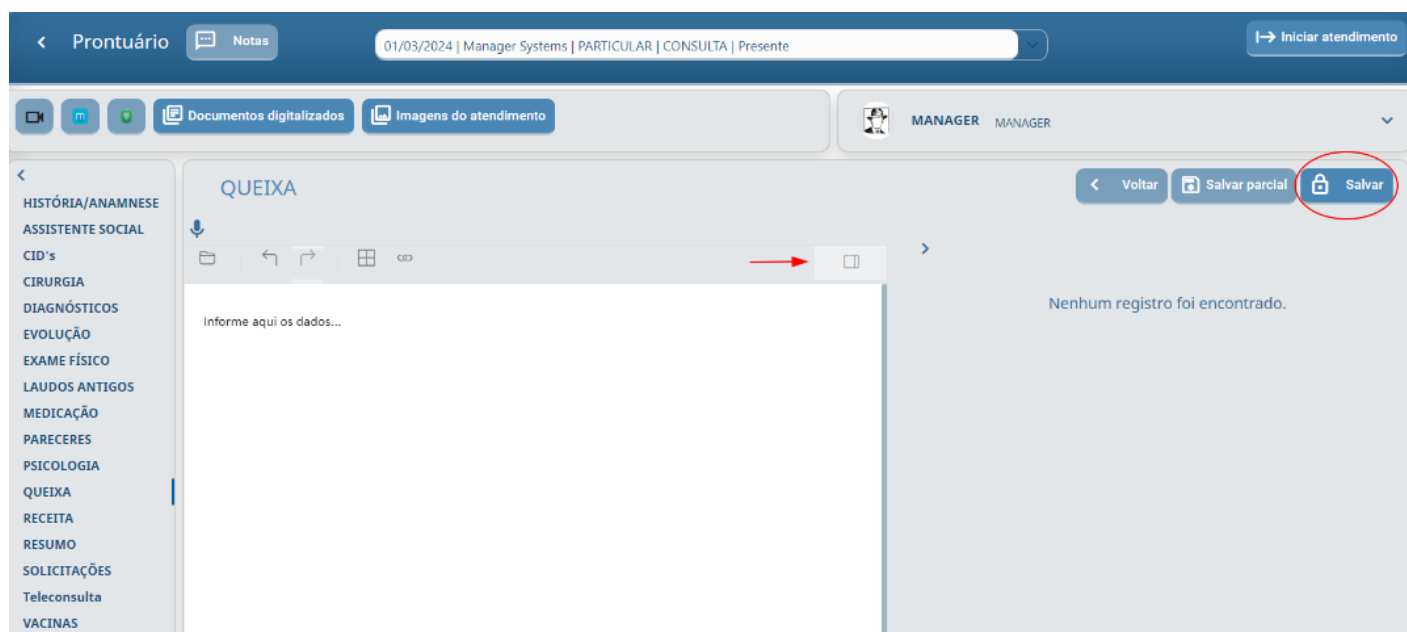 Prontuário
Notas
01/03/2024 | Manager Systems | PARTICULAR | CONSULTA | Presente
Iniciar atendimento
m
Documentos digitalizados
Imagens do atendimento
MANAGER MANAGER
HISTÓRIA/ANAMNESE
ASSISTENTE SOCIAL
CID's
CIRURGIA
DIAGNÓSTICOS
EVOLUÇÃO
EXAME FÍSICO
LAUDOS ANTIGOS
MEDICAÇÃO
PARECERES
PSICOLOGIA
QUEIXA
RECEITA
RESUMO
SOLICITAÇÕES
Teleconsulta
VACINAS
QUEIXA
Voltar
Salvar parcial
Salvar
Informe aqui os dados...
Nenhum registro foi encontrado.